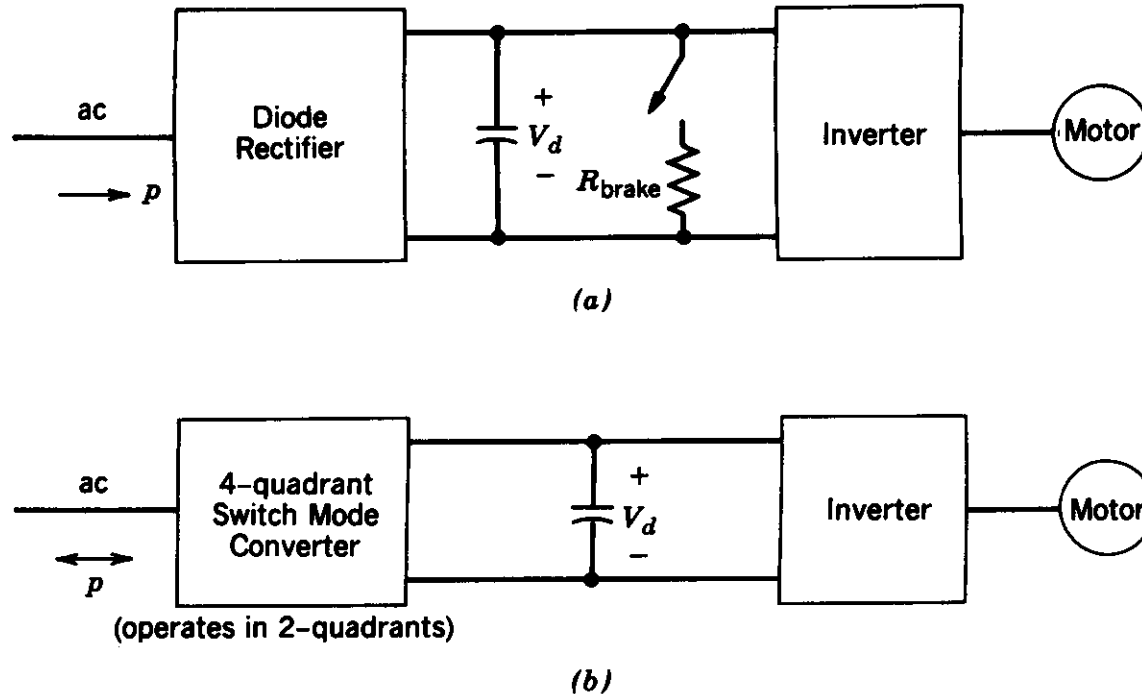 ac
p
Diode
Rectifier
+
V_d
−
R_brake
Inverter
Motor
(a)
ac
p
4–quadrant
Switch Mode
Converter
(operates in 2–quadrants)
+
V_d
−
Inverter
Motor
(b)